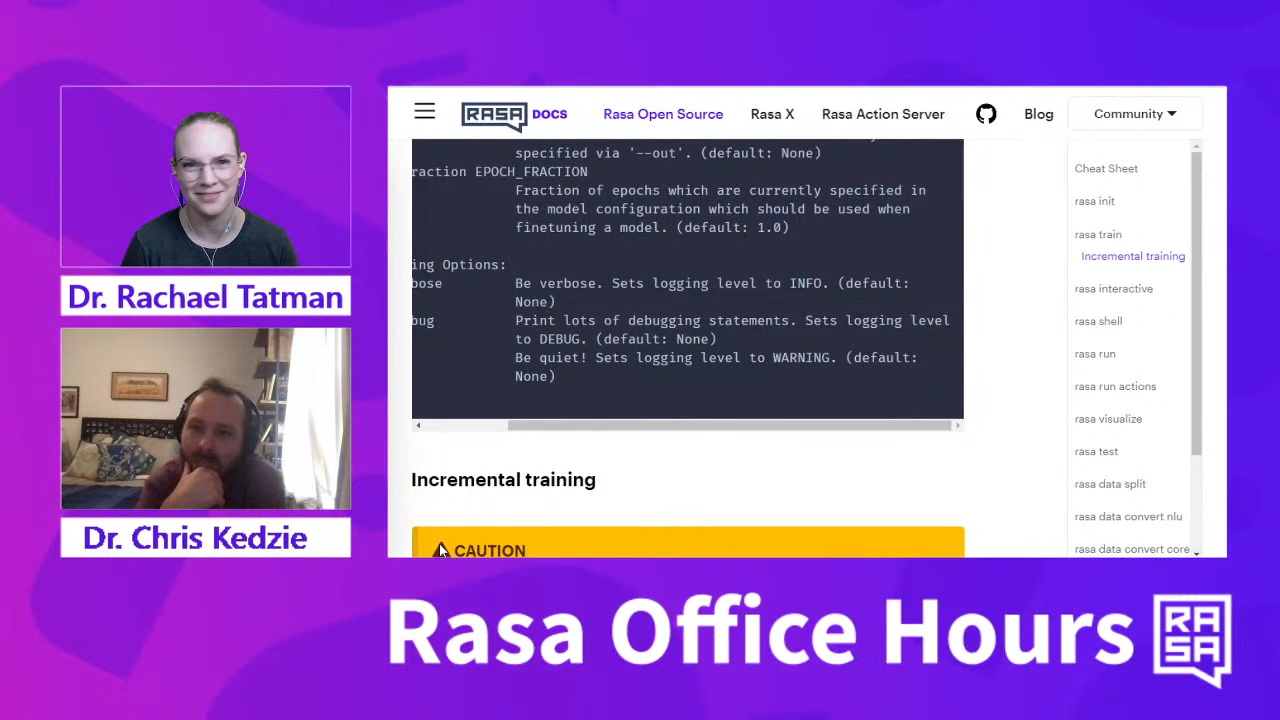 Dr. Rachael Tatman
Dr. Chris Kedzie
RASA DOCS
Rasa Open Source
Rasa X
Rasa Action Server
Blog
Community
specified via '--out'. (default: None)
raction EPOCH_FRACTION
Fraction of epochs which are currently specified in
the model configuration which should be used when
finetuning a model. (default: 1.0)
ing Options:
bose Be verbose. Sets logging level to INFO. (default:
None)
bug Print lots of debugging statements. Sets logging level
to DEBUG. (default: None)
Be quiet! Sets logging level to WARNING. (default:
None)
Incremental training
CAUTION
Cheat Sheet
rasa init
rasa train
Incremental training
rasa interactive
rasa shell
rasa run
rasa run actions
rasa visualize
rasa test
rasa data split
rasa data convert nlu
rasa data convert core
Rasa Office Hours
RA
SA